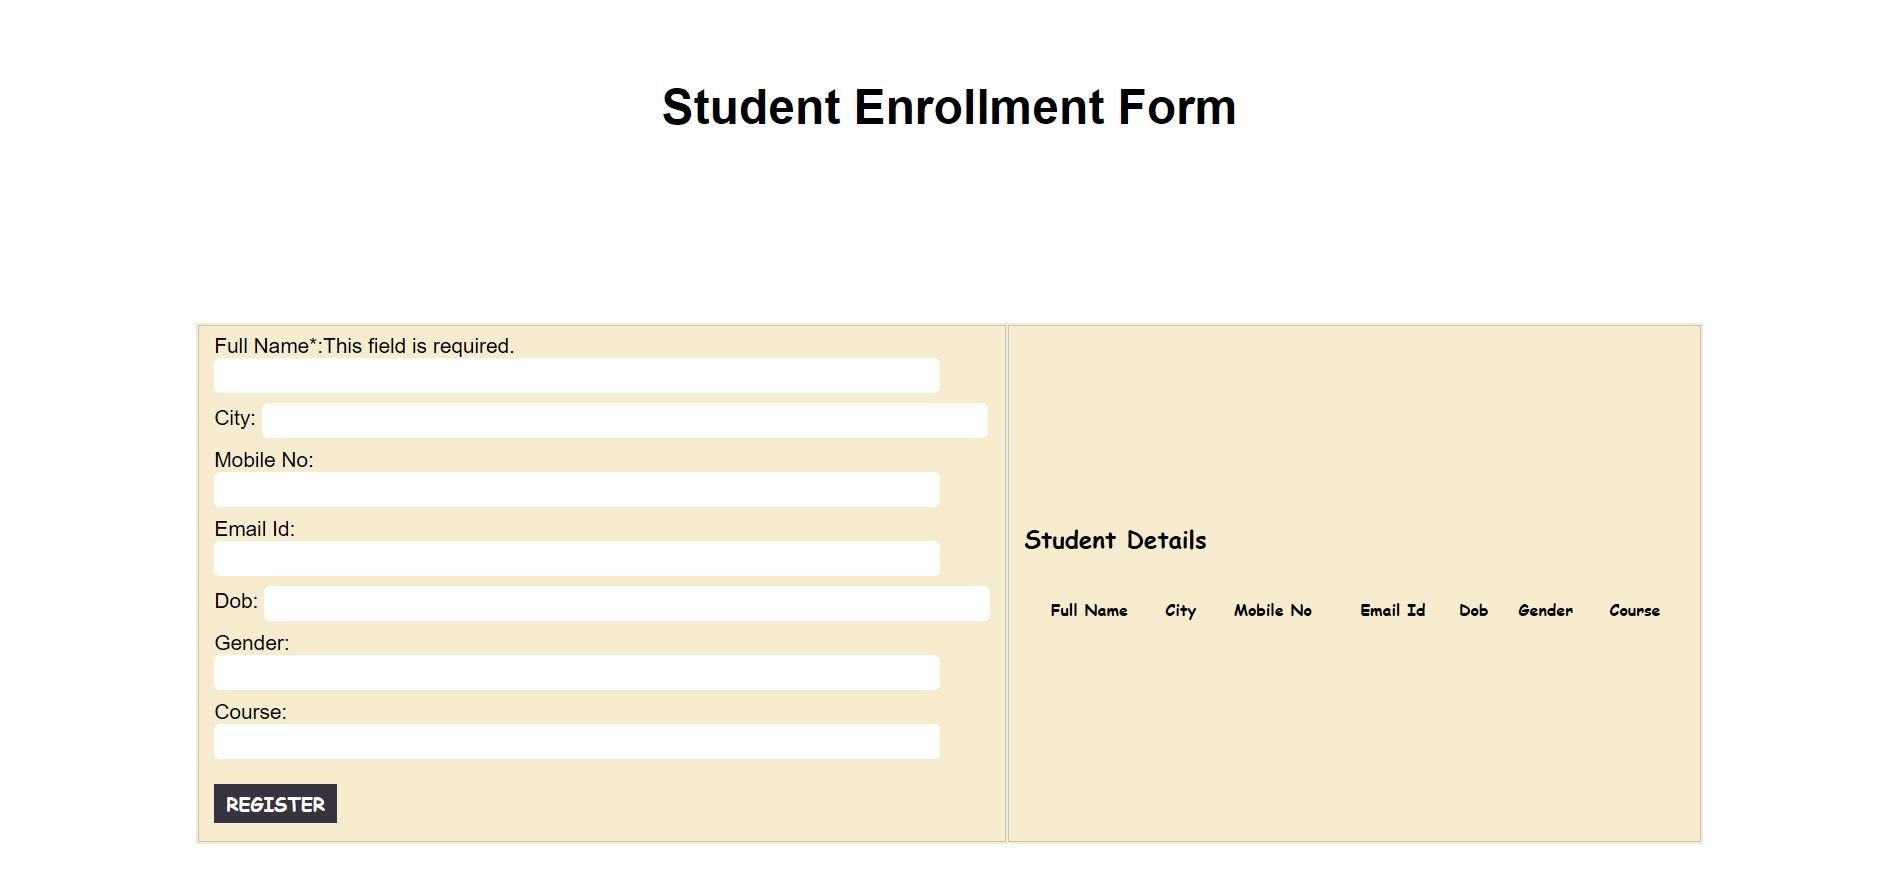 Student Enrollment Form
Full Name*:This field is required.
City:
Mobile No:
Email Id:
Dob:
Gender:
Course:
REGISTER
Student Details
Full Name City Mobile No Email Id Dob Gender Course